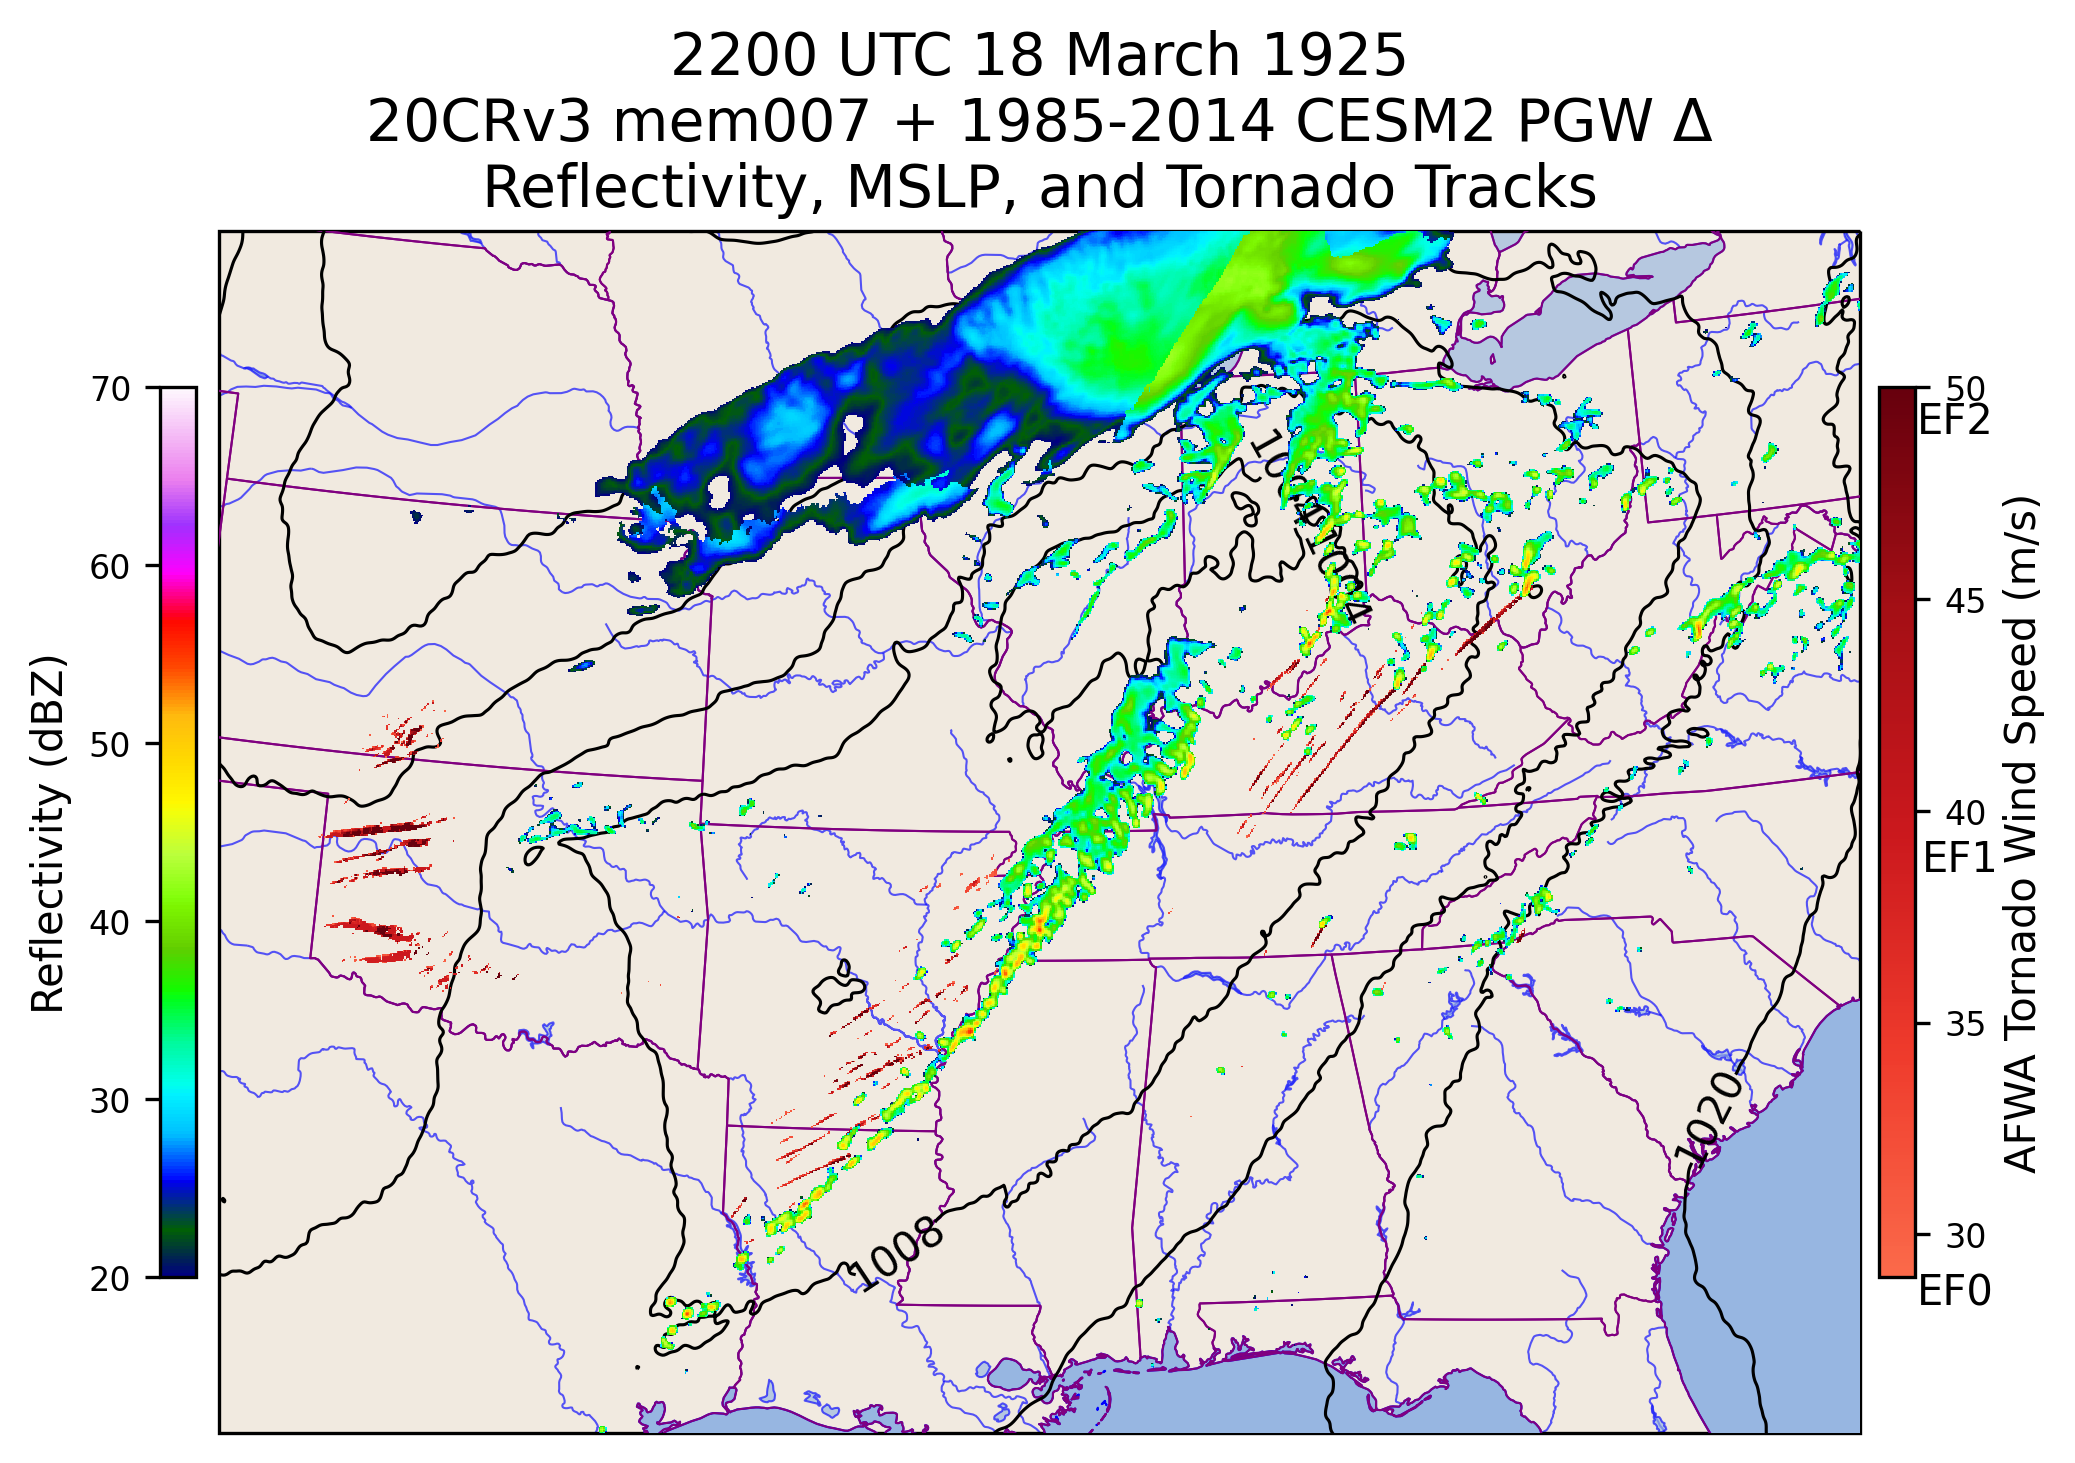 2200 UTC 18 March 1925
20CRv3 mem007 + 1985-2014 CESM2 PGW Δ
Reflectivity, MSLP, and Tornado Tracks
Reflectivity (dBZ)
70
60
50
40
30
20
1004
1008
1020
50
EF2
45
40
EF1
35
30
EF0
AFWA Tornado Wind Speed (m/s)